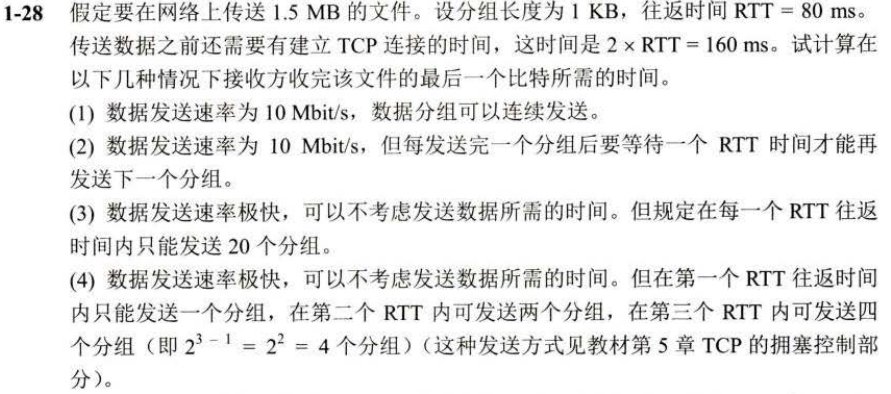 1-28 假定要在网络上传送 1.5 MB 的文件。设分组长度为 1 KB，往返时间 RTT = 80 ms。
传送数据之前还需要有建立 TCP 连接的时间，这时间是 2 × RTT = 160 ms。试计算在
以下几种情况下接收方收完该文件的最后一个比特所需的时间。
(1) 数据发送速率为 10 Mbit/s，数据分组可以连续发送。
(2) 数据发送速率为 10 Mbit/s，但每发送完一个分组后要等待一个 RTT 时间才能再
发送下一个分组。
(3) 数据发送速率极快，可以不考虑发送数据所需的时间。但规定在每一个 RTT 往返
时间内只能发送 20 个分组。
(4) 数据发送速率极快，可以不考虑发送数据所需的时间。但在第一个 RTT 往返时间
内只能发送一个分组，在第二个 RTT 内可发送两个分组，在第三个 RTT 内可发送四
个分组（即 2³⁻¹ = 2² = 4 个分组）（这种发送方式见教材第 5 章 TCP 的拥塞控制部
分）。